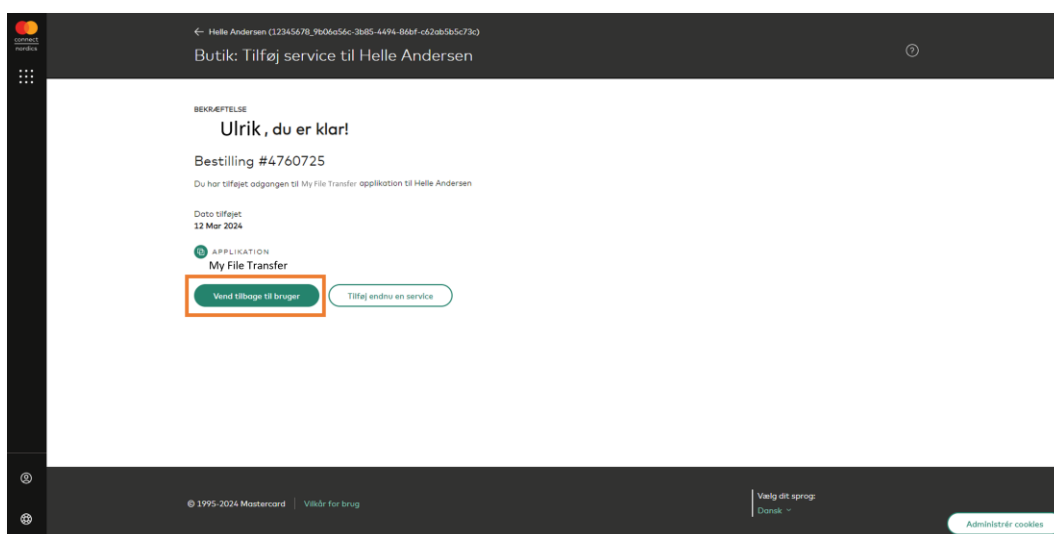 connect
nordics
← Helle Andersen (12345678_9b06a56c-3b85-4494-86bf-c62ab5b5c73c)
Butik: Tilføj service til Helle Andersen
?
BEKRÆFTELSE
Ulrik, du er klar!
Bestilling #4760725
Du har tilføjet adgangen til My File Transfer applikation til Helle Andersen
Dato tilføjet
12 Mar 2024
APPLIKATION
My File Transfer
Vend tilbage til bruger
Tilføj endnu en service
© 1995-2024 Mastercard | Vilkår for brug
Vælg dit sprog:
Dansk
Administrér cookies